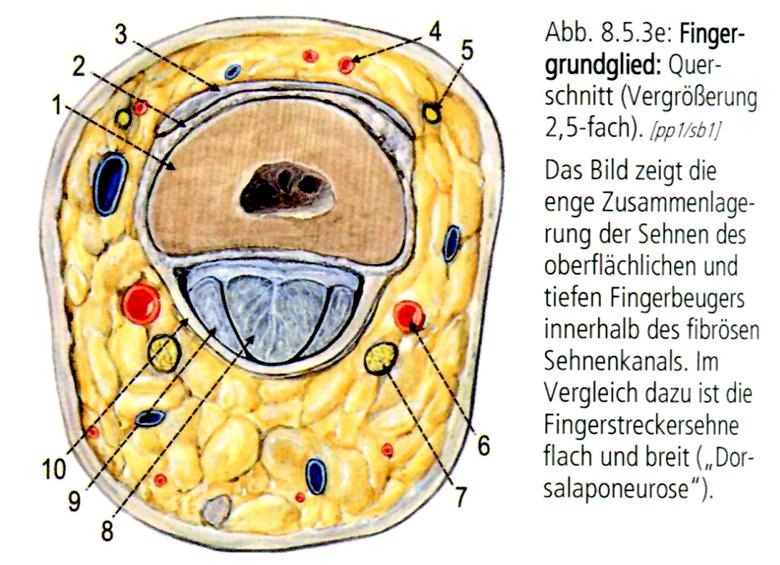 3
4
2
5
1
10
9
8
6
7
Abb. 8.5.3e: Finger-
grundglied: Quer-
schnitt (Vergrößerung
2,5-fach). [pp1/sb1]
Das Bild zeigt die
enge Zusammenlage-
rung der Sehnen des
oberflächlichen und
tiefen Fingerbeugers
innerhalb des fibrösen
Sehnenkanals. Im
Vergleich dazu ist die
Fingerstreckersehne
flach und breit („Dor-
salaponeurose“).